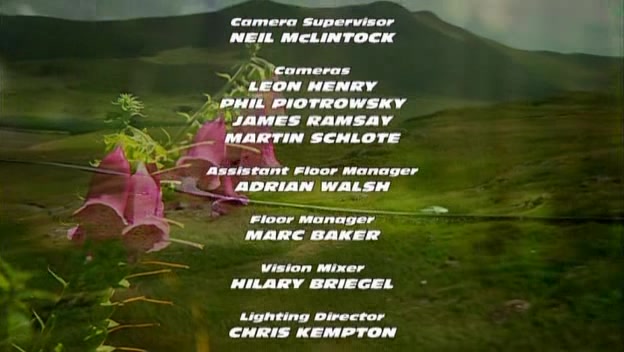 Camera Supervisor
NEIL McLINTOCK
Cameras
LEON HENRY
PHIL PIOTROWSKY
JAMES RAMSAY
MARTIN SCHLOTE
Assistant Floor Manager
ADRIAN WALSH
Floor Manager
MARC BAKER
Vision Mixer
HILARY BRIEGEL
Lighting Director
CHRIS KEMPTON